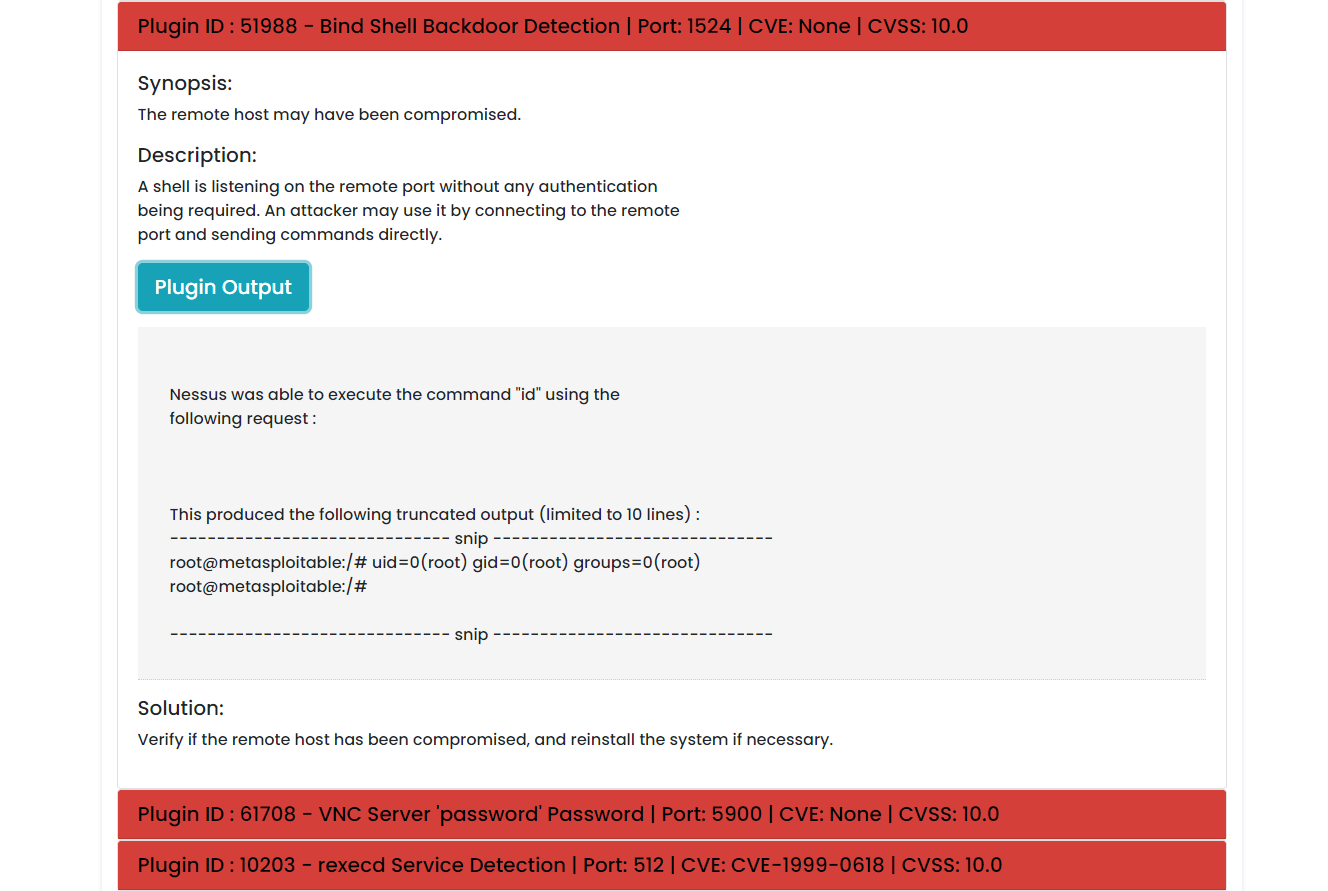 Plugin ID : 51988 - Bind Shell Backdoor Detection | Port: 1524 | CVE: None | CVSS: 10.0
Synopsis:
The remote host may have been compromised.
Description:
A shell is listening on the remote port without any authentication
being required. An attacker may use it by connecting to the remote
port and sending commands directly.
Plugin Output
Nessus was able to execute the command "id" using the
following request :
This produced the following truncated output (limited to 10 lines) :
------------------------------ snip ------------------------------
root@metasploitable:/# uid=0(root) gid=0(root) groups=0(root)
root@metasploitable:/#
------------------------------ snip ------------------------------
Solution:
Verify if the remote host has been compromised, and reinstall the system if necessary.
Plugin ID : 61708 - VNC Server 'password' Password | Port: 5900 | CVE: None | CVSS: 10.0
Plugin ID : 10203 - rexecd Service Detection | Port: 512 | CVE: CVE-1999-0618 | CVSS: 10.0